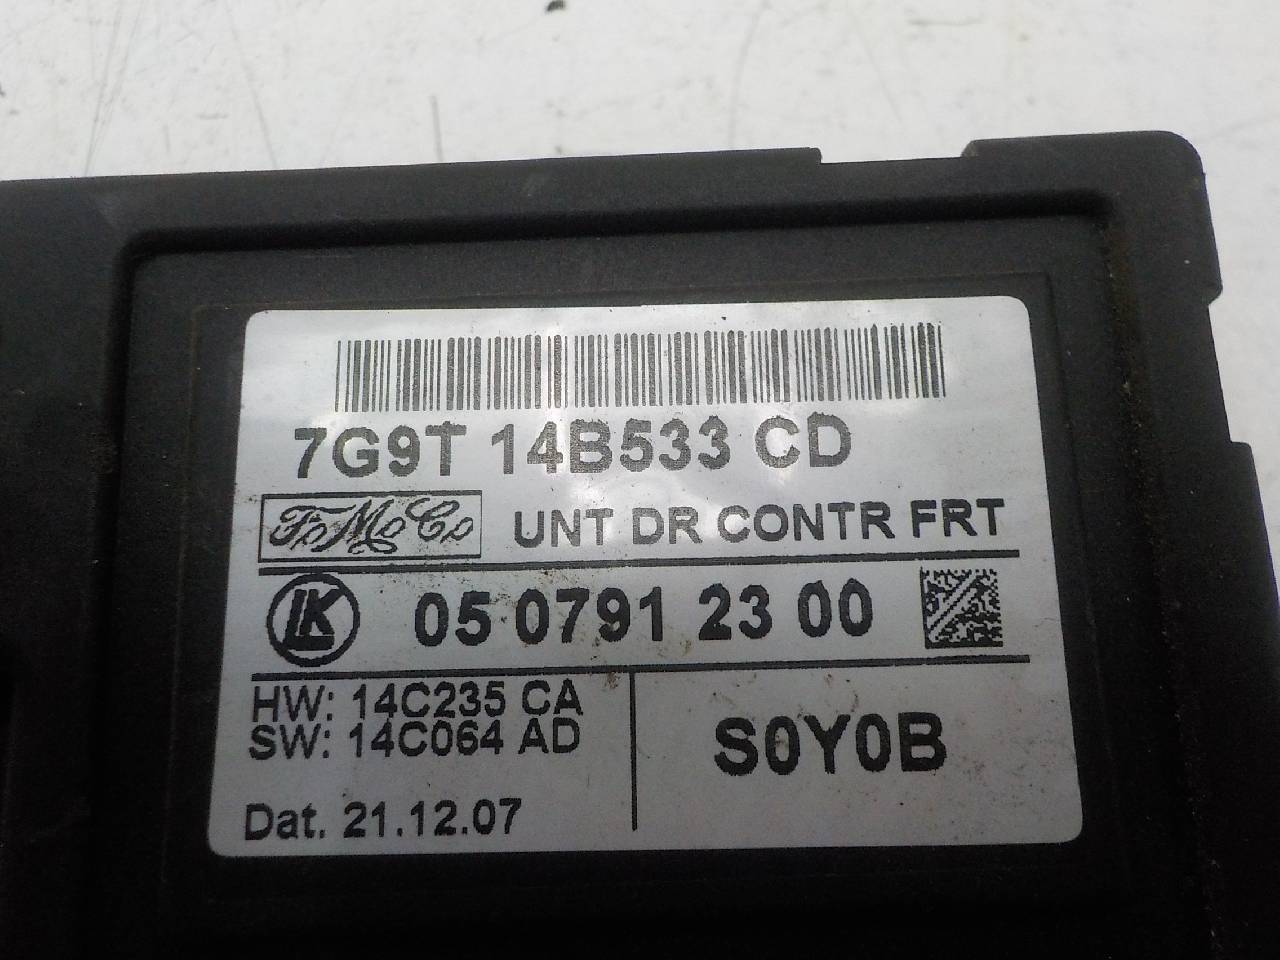 7G9T 14B533 CD
FoMoCo UNT DR CONTR FRT
LK 05 0791 23 00
HW: 14C235 CA
SW: 14C064 AD
S0Y0B
Dat. 21.12.07